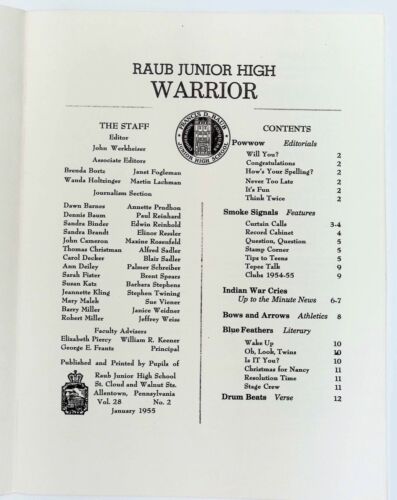 RAUB JUNIOR HIGH
WARRIOR
FRANCIS D. RAUB
JUNIOR HIGH SCHOOL
THE STAFF
Editor
John Werkheiser
Associate Editors
Brenda Borts Janet Fogleman
Wanda Holtzinger Martin Lachman
Journalism Section
Dawn Barnes Annette Prudhon
Dennis Baum Paul Reinhard
Sandra Binder Edwin Reinbold
Sandra Brandt Elinor Ressler
John Cameron Maxine Rosenfeld
Thomas Christman Alfred Sadler
Carol Decker Blair Sadler
Ann Deiley Palmer Schreiber
Sarah Fister Brent Spears
Susan Katz Barbara Stephens
Jeannette Kling Stephen Twining
Mary Malek Sue Viener
Barry Miller Janice Weidner
Robert Miller Jeffrey Weiss
Faculty Advisers
Elizabeth Piercy William R. Keener
George E. Frantz Principal
Published and Printed by Pupils of
Raub Junior High School
St. Cloud and Walnut Sts.
Allentown, Pennsylvania
Vol. 28 No. 2
January 1955
CONTENTS
Powwow Editorials
Will You? 2
Congratulations 2
How's Your Spelling? 2
Never Too Late 2
It's Fun 2
Think Twice 2
Smoke Signals Features
Curtain Calls 3-4
Record Cabinet 4
Question, Question 5
Stamp Corner 5
Tips to Teens 5
Tepee Talk 9
Clubs 1954-55 9
Indian War Cries
Up to the Minute News 6-7
Bows and Arrows Athletics 8
Blue Feathers Literary
Wake Up 10
Oh, Look, Twins 10
Is IT You? 10
Christmas for Nancy 11
Resolution Time 11
Stage Crew 11
Drum Beats Verse 12